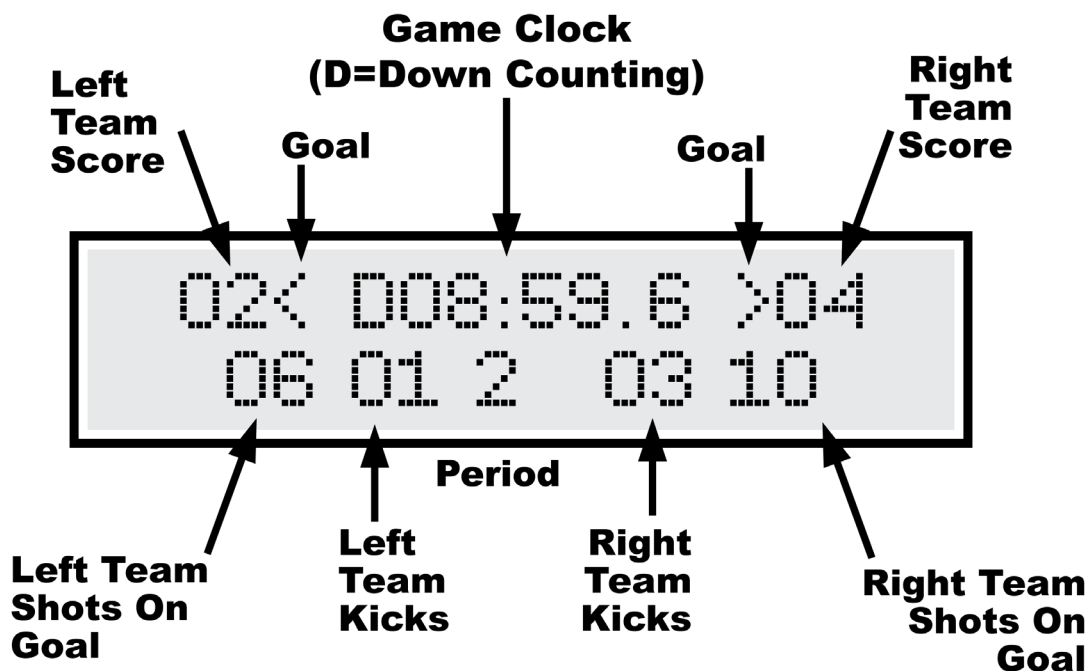 Game Clock
(D=Down Counting)
Left
Team
Score
Goal
Goal
Right
Team
Score
02< D08:59.6 >04
06 01 2 03 10
Period
Left Team
Shots On
Goal
Left
Team
Kicks
Right
Team
Kicks
Right Team
Shots On
Goal